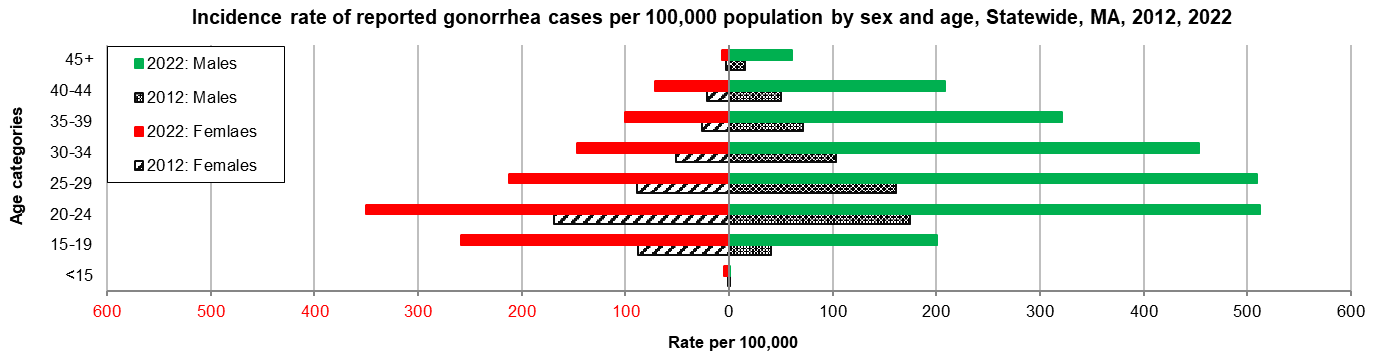 Incidence rate of reported gonorrhea cases per 100,000 population by sex and age, Statewide, MA, 2012, 2022
2022: Males
2012: Males
2022: Femlaes
2012: Females
Age categories
45+
40-44
35-39
30-34
25-29
20-24
15-19
<15
600 500 400 300 200 100 0 100 200 300 400 500 600
Rate per 100,000